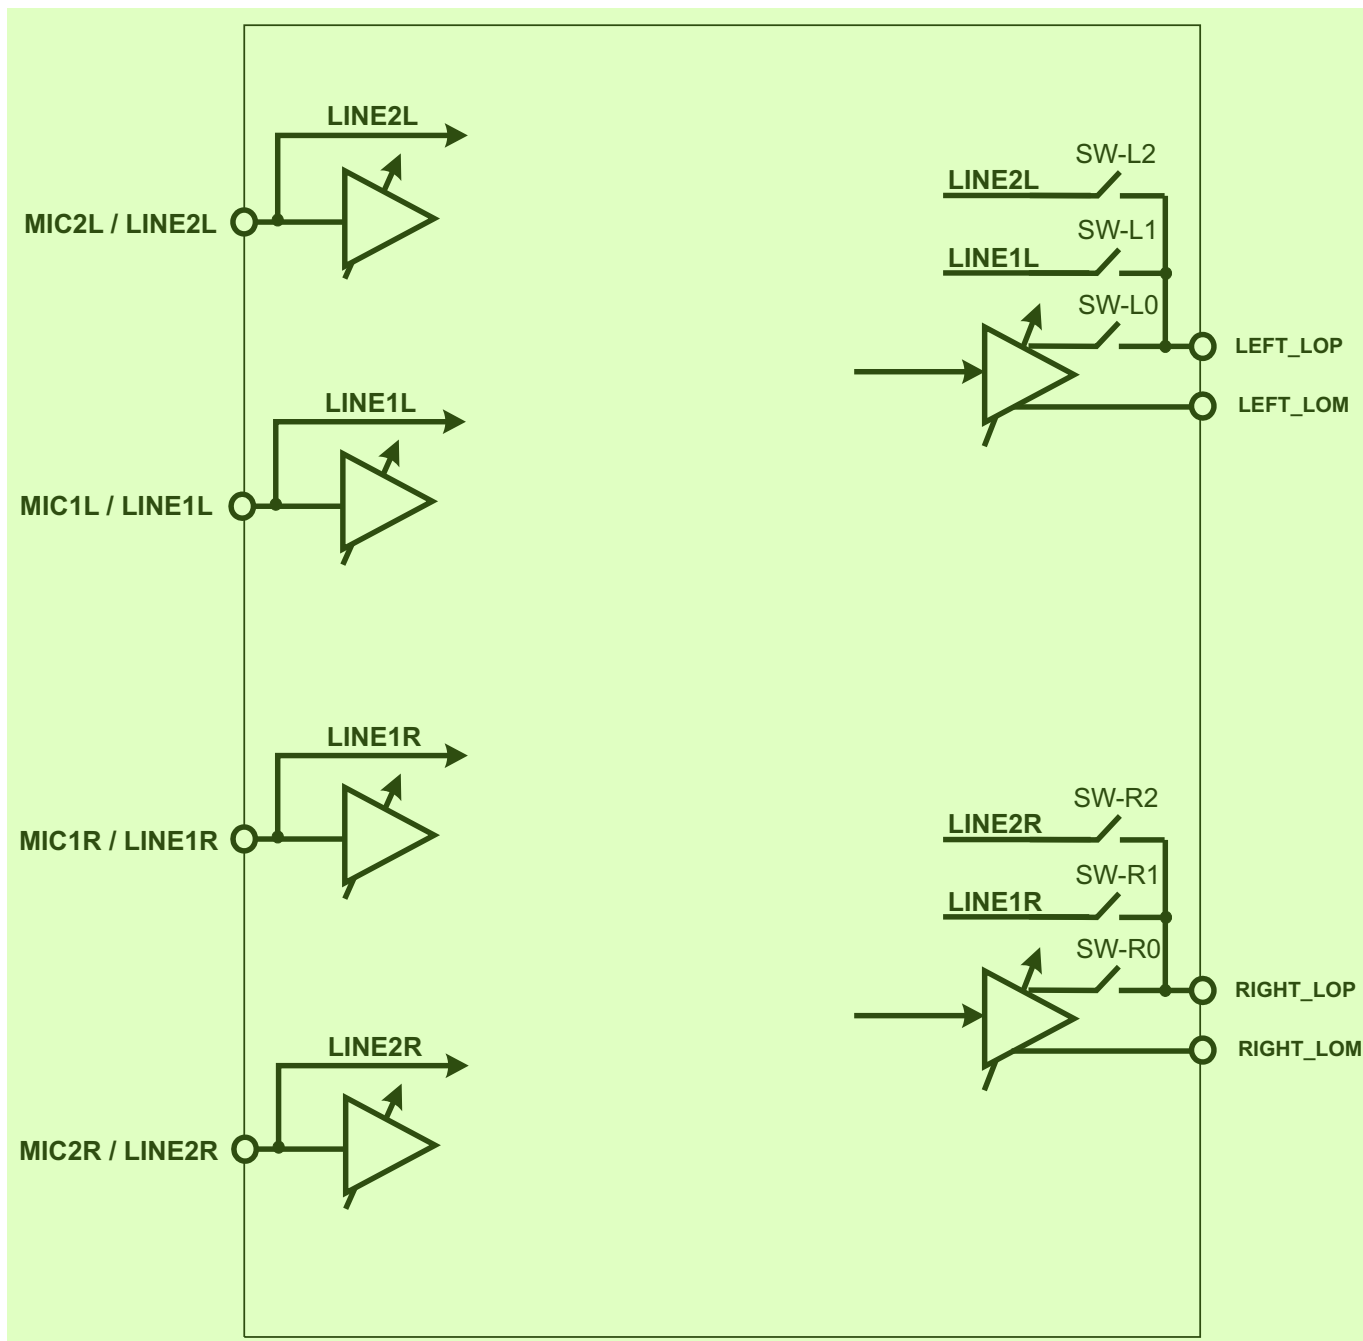 LINE2L
MIC2L / LINE2L
LINE1L
MIC1L / LINE1L
LINE1R
MIC1R / LINE1R
LINE2R
MIC2R / LINE2R
SW-L2
LINE2L
SW-L1
LINE1L
SW-L0
LEFT_LOP
LEFT_LOM
SW-R2
LINE2R
SW-R1
LINE1R
SW-R0
RIGHT_LOP
RIGHT_LOM